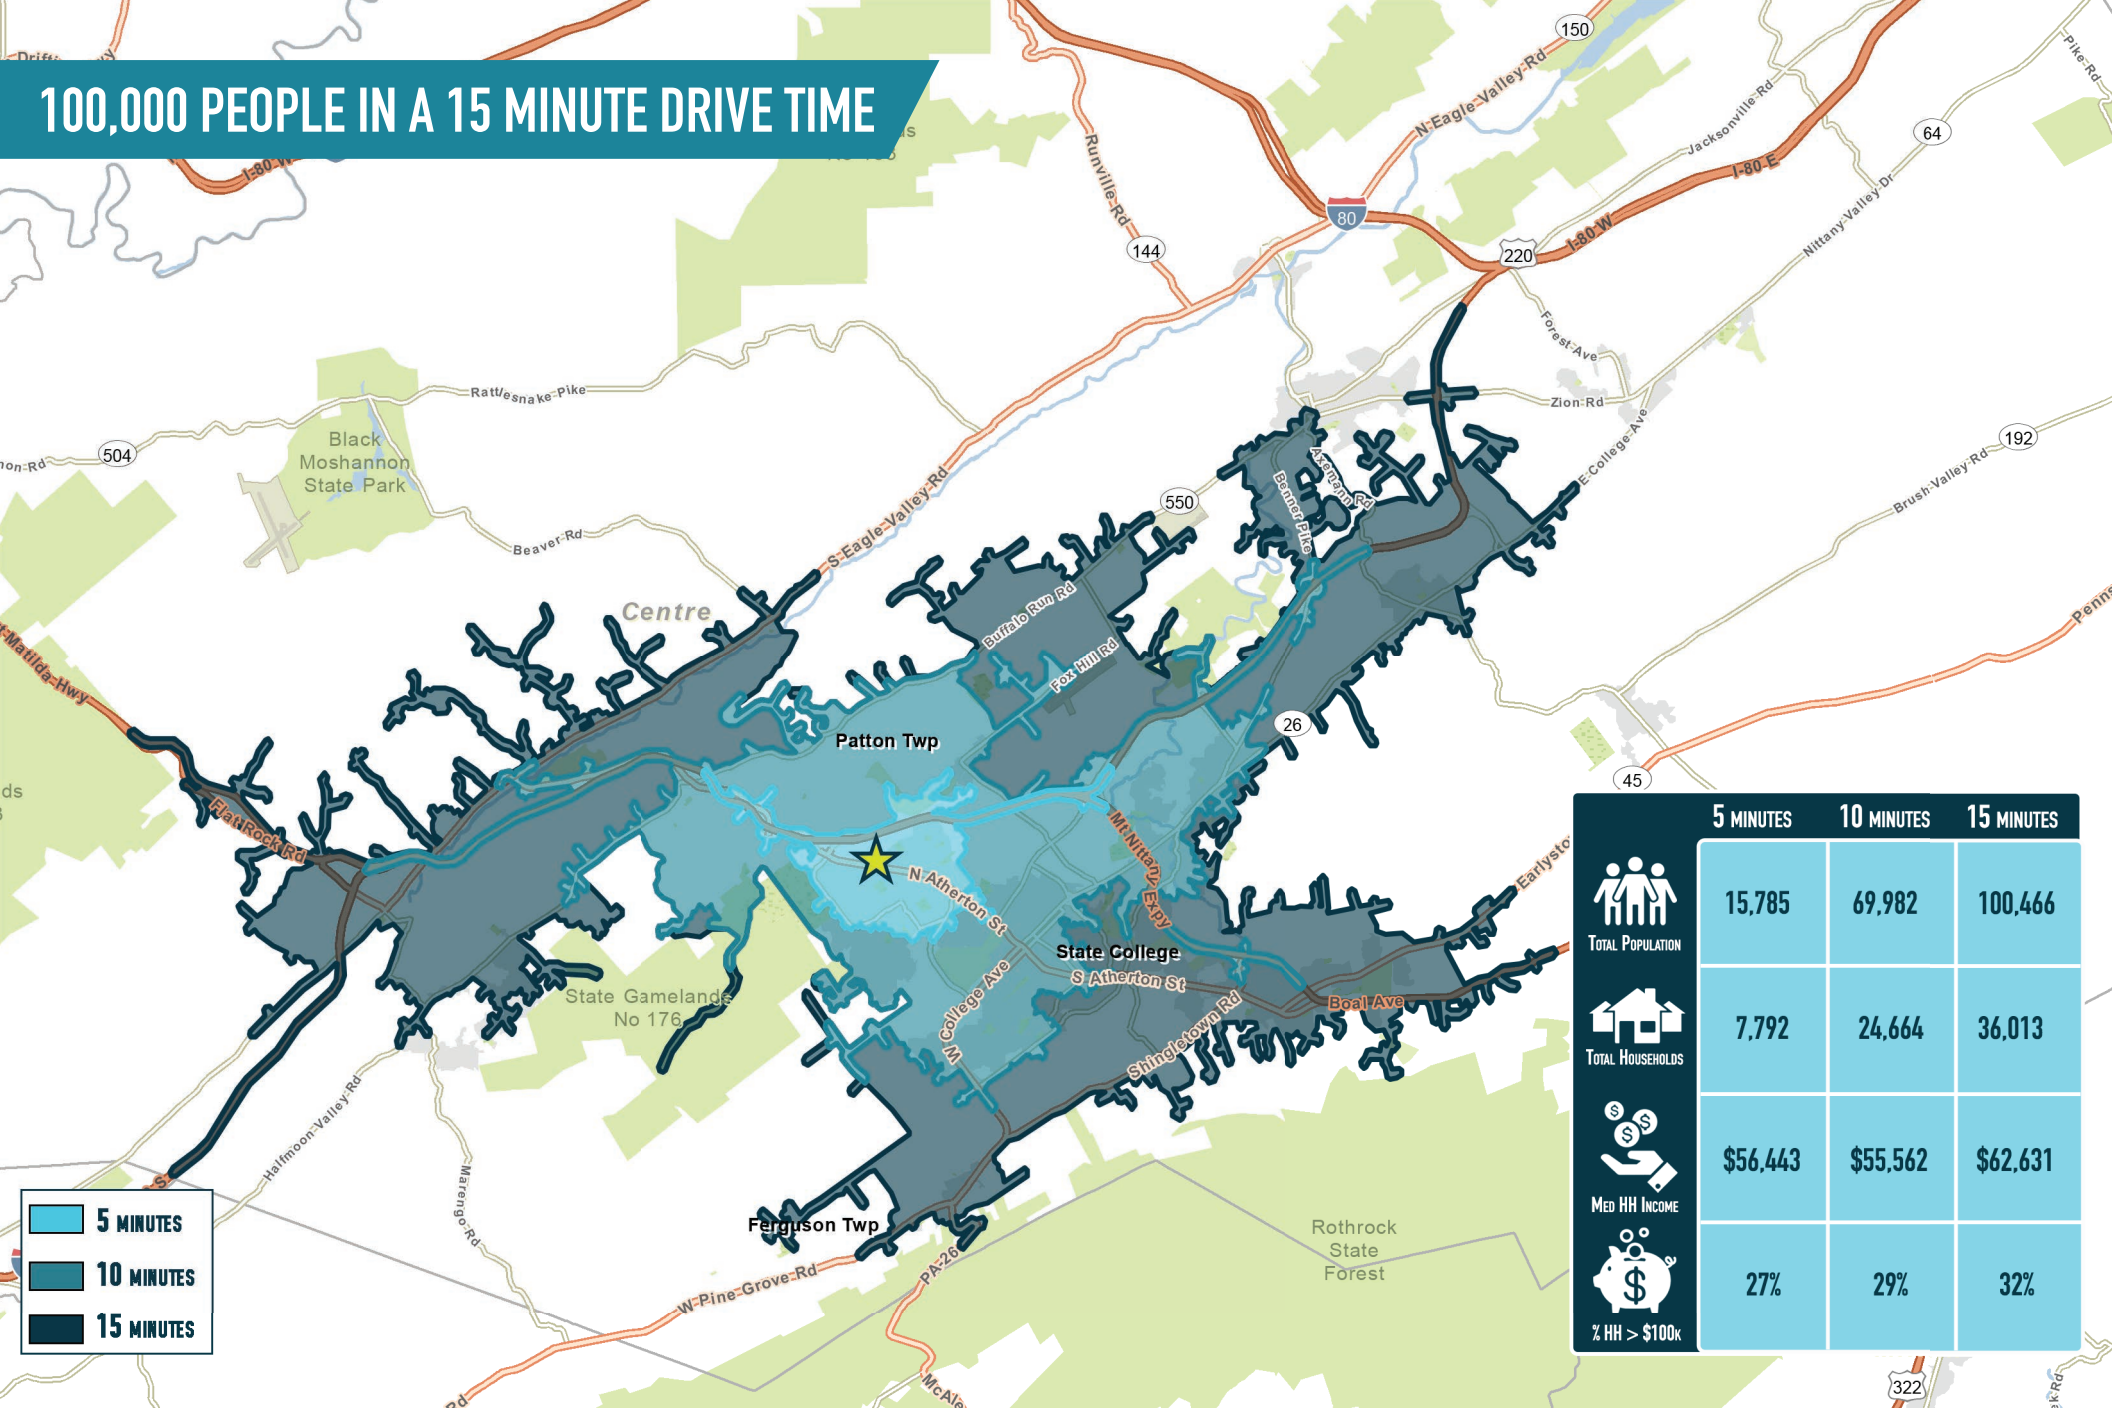 100,000 PEOPLE IN A 15 MINUTE DRIVE TIME
150
N-Eagle-Valley-Rd
Pike-Rd
Jacksonville-Rd
64
I-80-W
Runville-Rd
80
I-80-E
Nittany-Valley-Dr
144
220
I-80-W
Forest-Ave
Rattlesnake-Pike
Zion Rd
Black
Moshannon
State Park
504
E-College-Ave
192
Brush-Valley-Rd
Beaver-Rd
S-Eagle-Valley-Rd
550
Axemann Rd
Benner Pike
Centre
Buffalo Run Rd
Fox Hill Rd
Matilda-Hwy
26
Patton Twp
45
Flat Rock Rd
Mt Nittany Expy
N Atherton St
State College
S Atherton St
W College Ave
Boal Ave
Shingletown Rd
State Gamelands
No 176
Halfmoon-Valley-Rd
Marengo-Rd
Ferguson Twp
PA-26
W-Pine-Grove-Rd
Rothrock
State
Forest
322
5 MINUTES
10 MINUTES
15 MINUTES
5 MINUTES 10 MINUTES 15 MINUTES
TOTAL POPULATION 15,785 69,982 100,466
TOTAL HOUSEHOLDS 7,792 24,664 36,013
MED HH INCOME $56,443 $55,562 $62,631
% HH > $100K 27% 29% 32%